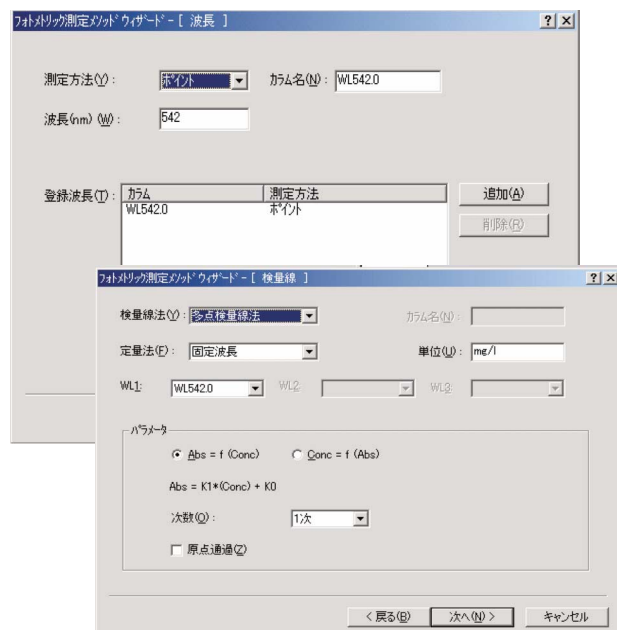 フォトメトリック測定メソッド ウィザード - [ 波長 ]
測定方法(Y): ポイント カラム名(N): WL542.0
波長(nm) (W): 542
登録波長(T): カラム 測定方法 追加(A)
WL542.0 ポイント
削除(R)
フォトメトリック測定メソッド ウィザード - [ 検量線 ]
検量線法(Y): 多点検量線法 カラム名(N):
定量法(F): 固定波長 単位(U): mg/l
WL1: WL542.0 WL2: WL3:
パラメータ
Abs = f (Conc) Conc = f (Abs)
Abs = K1*(Conc) + K0
次数(O): 1次
原点通過(Z)
< 戻る(B) 次へ(N) > キャンセル